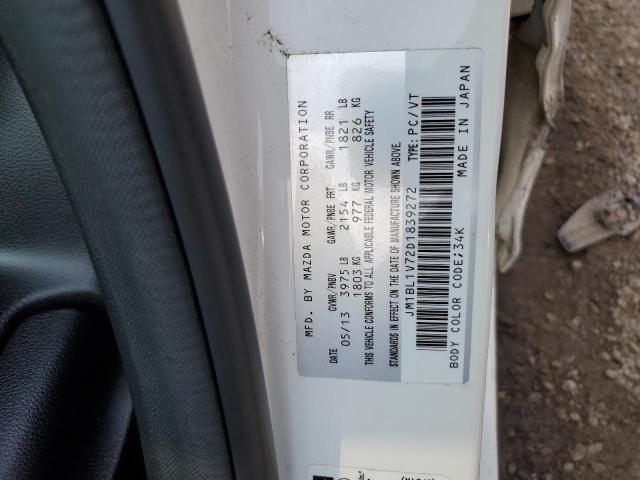 MFD. BY MAZDA MOTOR CORPORATION
DATE GVWR/PNBV GAWR/PNBE FRT GAWR/PNBE RR
05/13 3975 LB 2154 LB 1821 LB
1803 KG 977 KG 826 KG
THIS VEHICLE CONFORMS TO ALL APPLICABLE FEDERAL MOTOR VEHICLE SAFETY
STANDARDS IN EFFECT ON THE DATE OF MANUFACTURE SHOWN ABOVE.
JM1BL1V72D1839272 TYPE: PC/VT
BODY COLOR CODE;34K MADE IN JAPAN